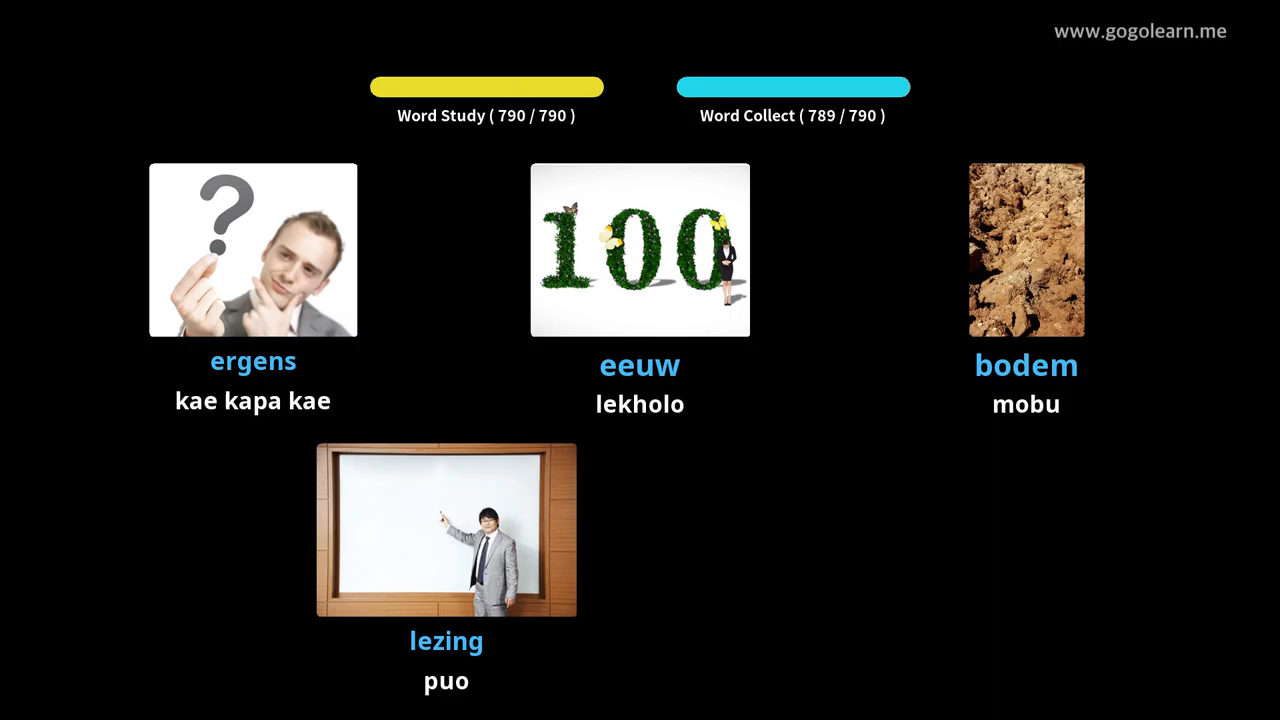 www.gogolearn.me
Word Study ( 790 / 790 )
Word Collect ( 789 / 790 )
?
100
ergens
kae kapa kae
eeuw
lekholo
bodem
mobu
lezing
puo